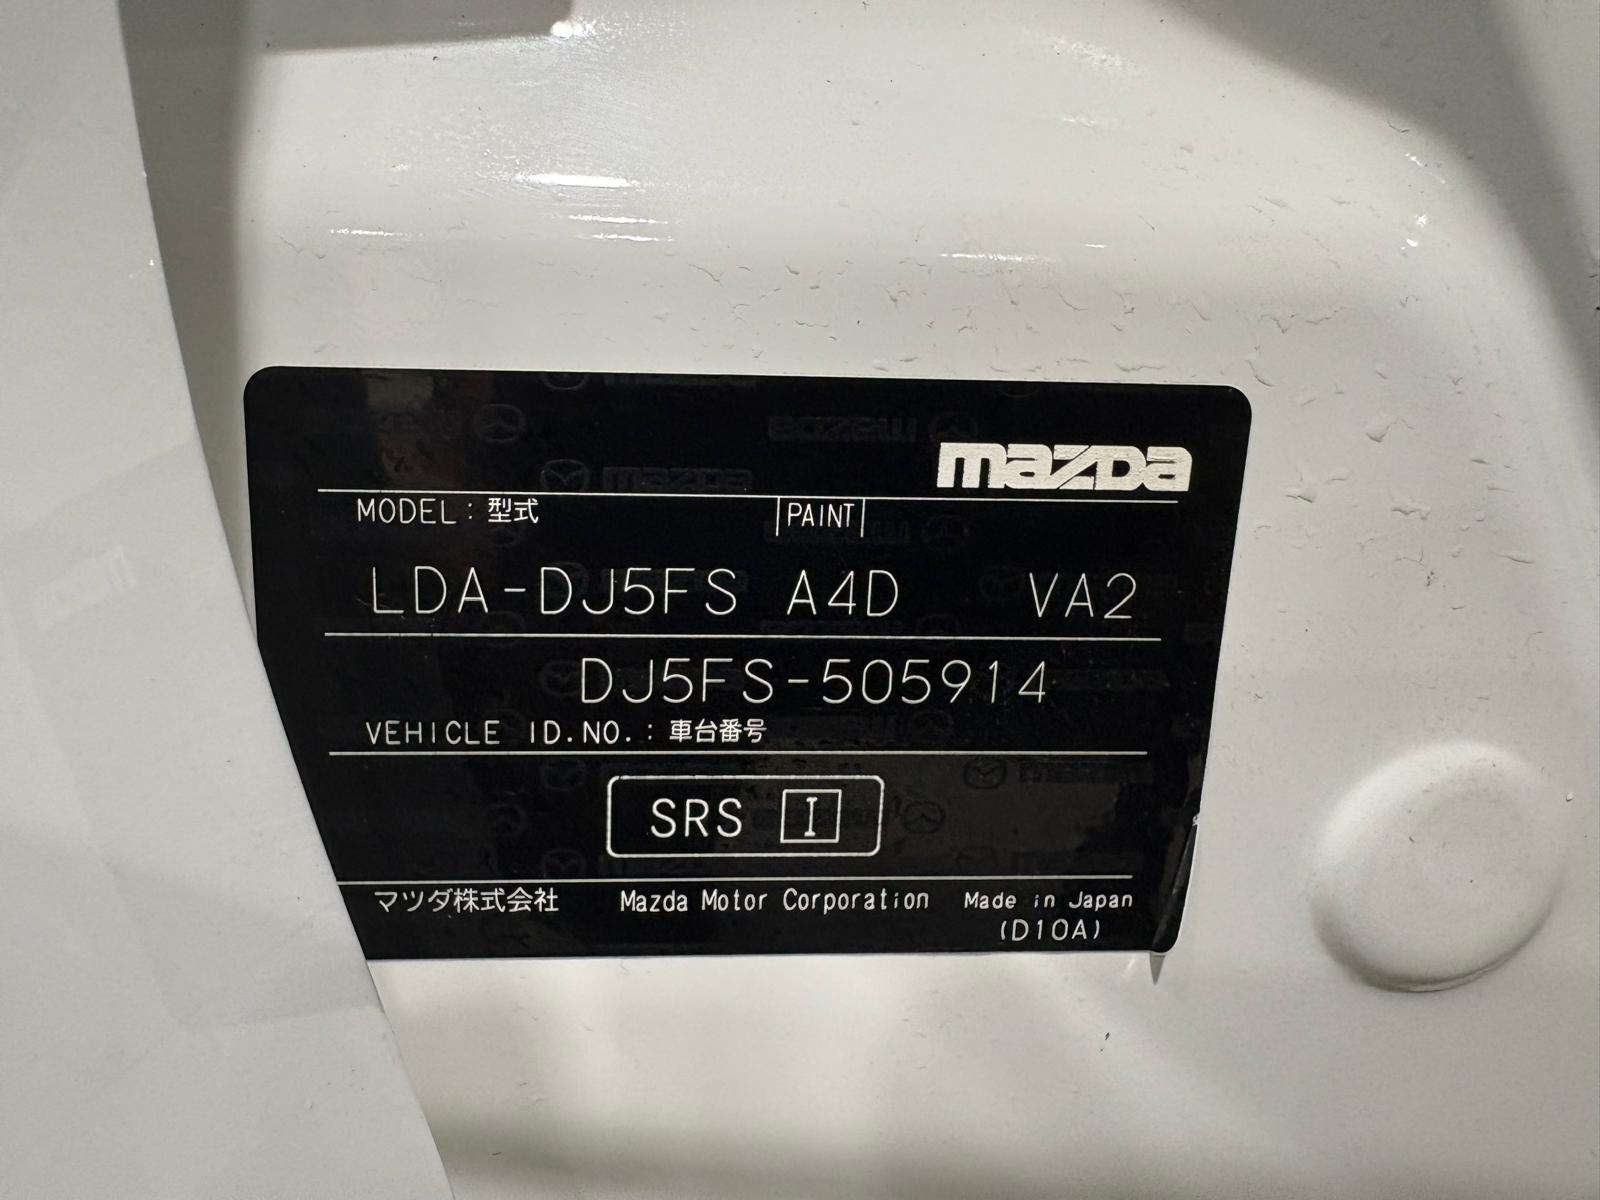 mazda
MODEL : 型式 PAINT
LDA-DJ5FS A4D VA2
DJ5FS-505914
VEHICLE ID.NO. : 車台番号
SRS I
マツダ株式会社 Mazda Motor Corporation Made in Japan
(D10A)